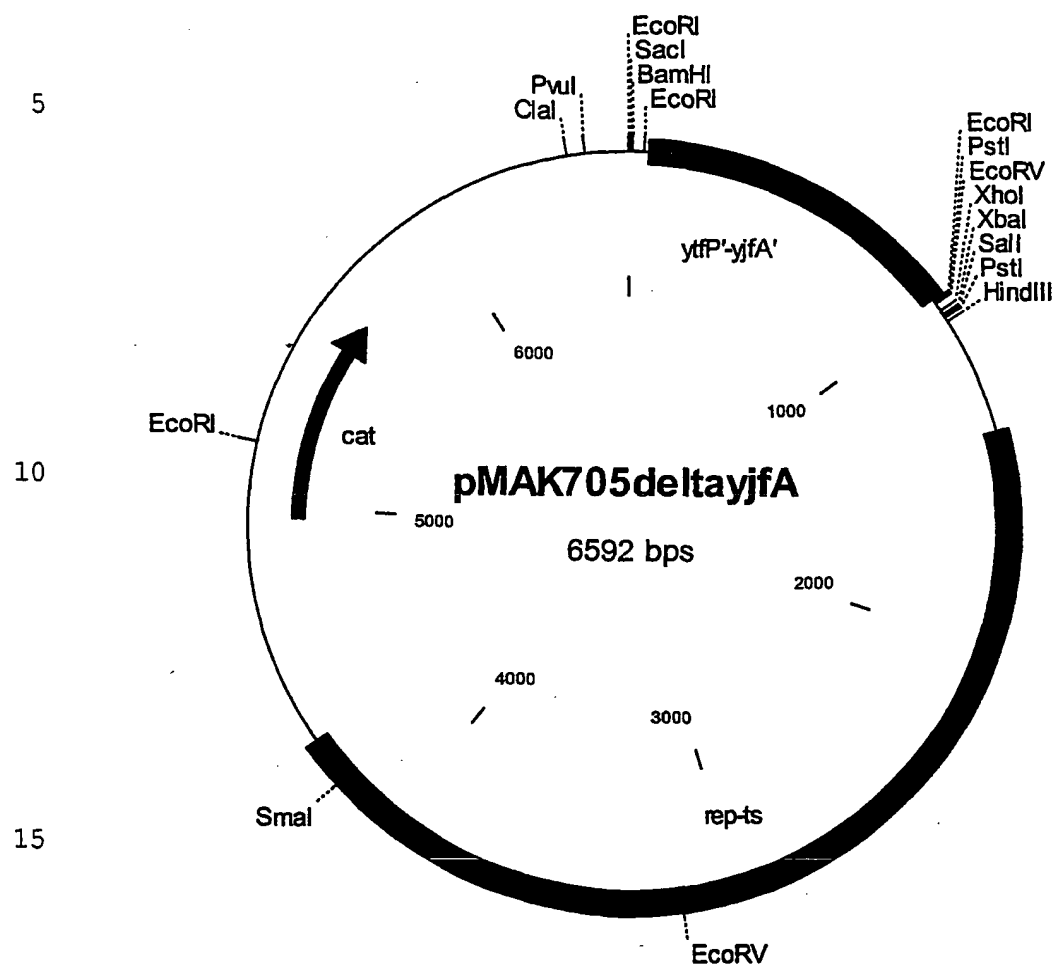 EcoRI
SacI
BamHI
EcoRI
PvuI
ClaI
5
EcoRI
PstI
EcoRV
XhoI
XbaI
SalI
PstI
HindIII
ytfP'-yjfA'
6000
1000
EcoRI
cat
10
pMAK705deltayjfA
5000
6592 bps
2000
4000
3000
SmaI
rep-ts
15
EcoRV